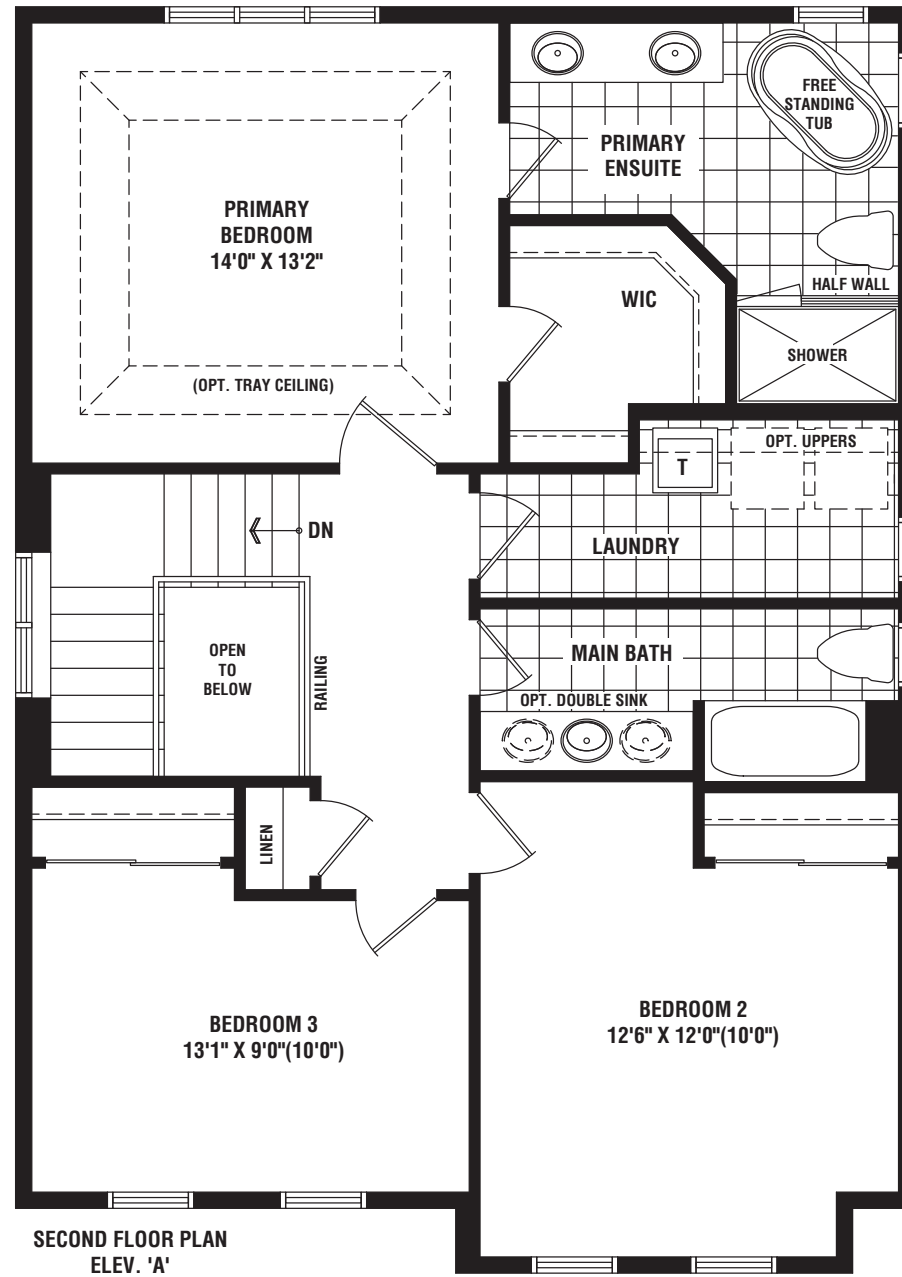 FREE
STANDING
TUB
PRIMARY
ENSUITE
PRIMARY
BEDROOM
14'0" X 13'2"
(OPT. TRAY CEILING)
WIC
HALF WALL
SHOWER
OPT. UPPERS
T
DN
LAUNDRY
OPEN
TO
BELOW
RAILING
MAIN BATH
OPT. DOUBLE SINK
LINEN
BEDROOM 3
13'1" X 9'0"(10'0")
BEDROOM 2
12'6" X 12'0"(10'0")
SECOND FLOOR PLAN
ELEV. 'A'